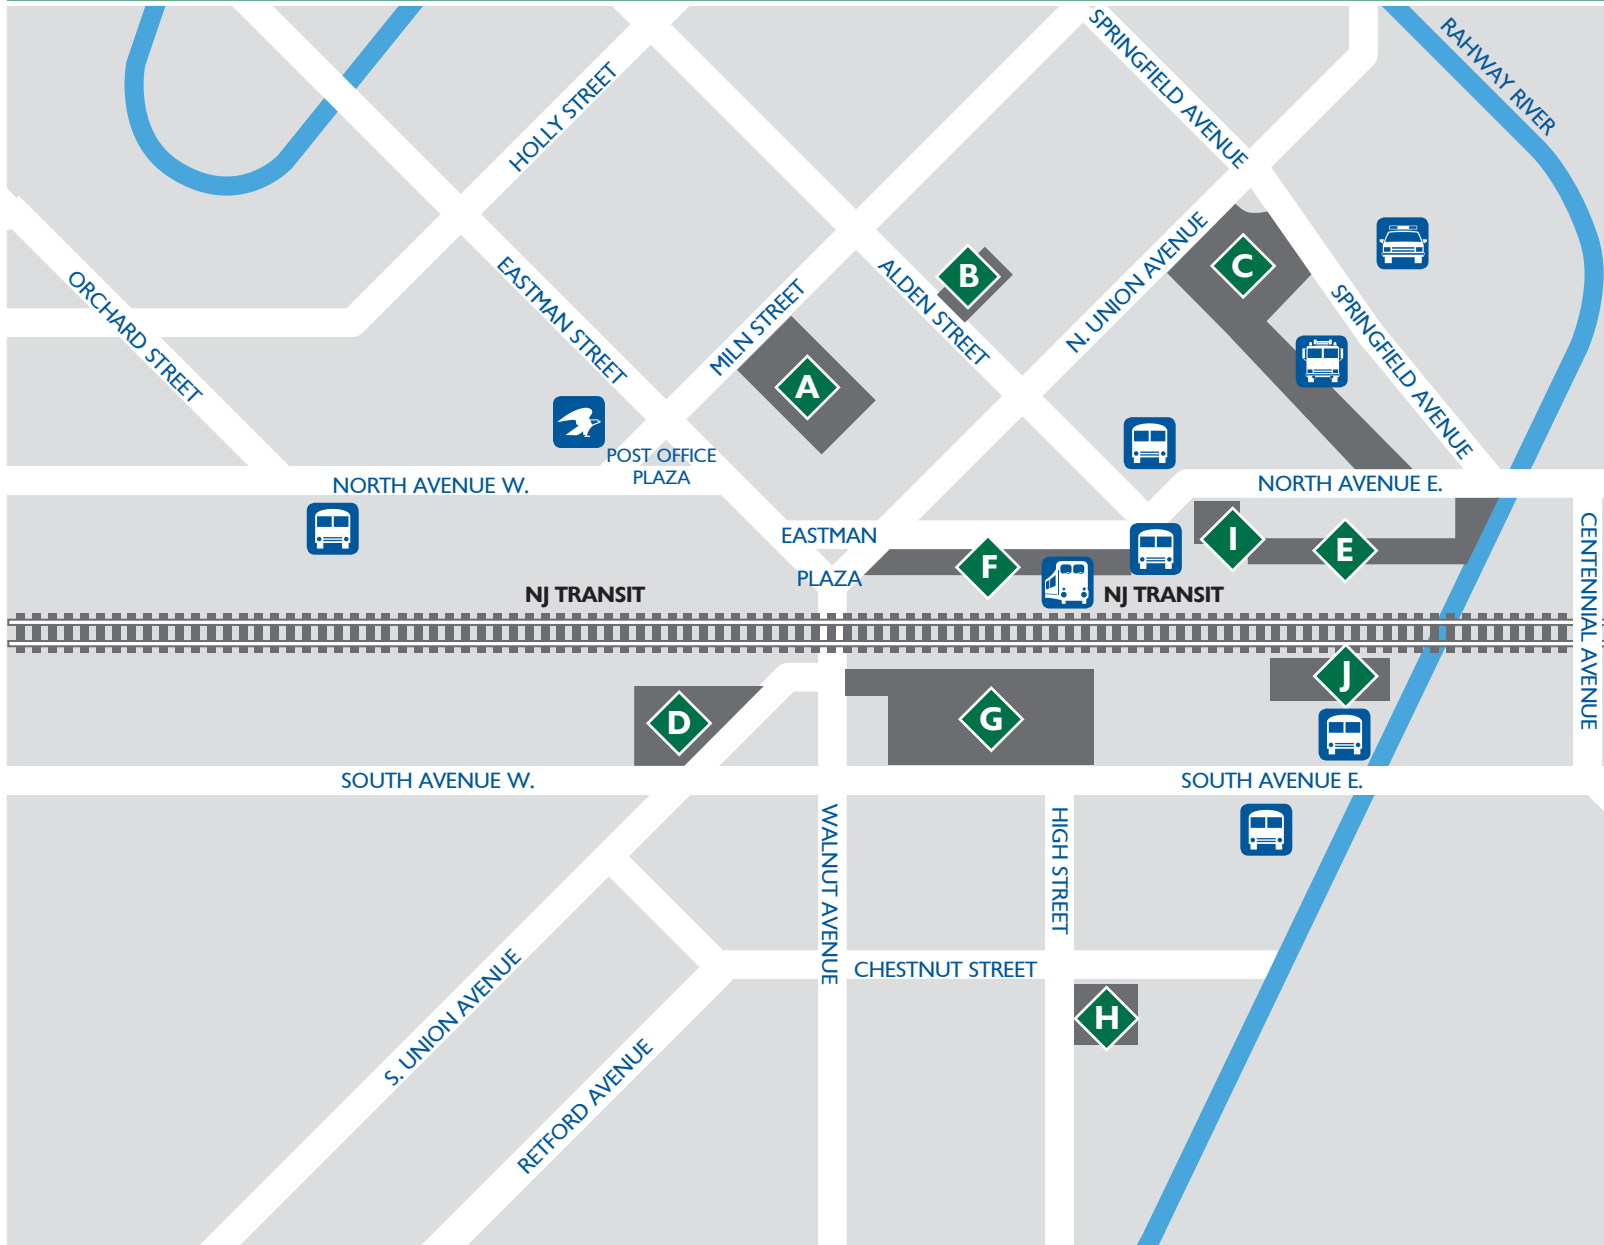 SPRINGFIELD AVENUE
RAHWAY RIVER
HOLLY STREET
N. UNION AVENUE
C
B
ORCHARD STREET
EASTMAN STREET
MILN STREET
ALDEN STREET
SPRINGFIELD AVENUE
A
POST OFFICE
PLAZA
NORTH AVENUE W.
NORTH AVENUE E.
EASTMAN
PLAZA
I
E
F
CENTENNIAL AVENUE
NJ TRANSIT
NJ TRANSIT
J
D
G
SOUTH AVENUE W.
SOUTH AVENUE E.
WALNUT AVENUE
HIGH STREET
CHESTNUT STREET
H
S. UNION AVENUE
RETFORD AVENUE